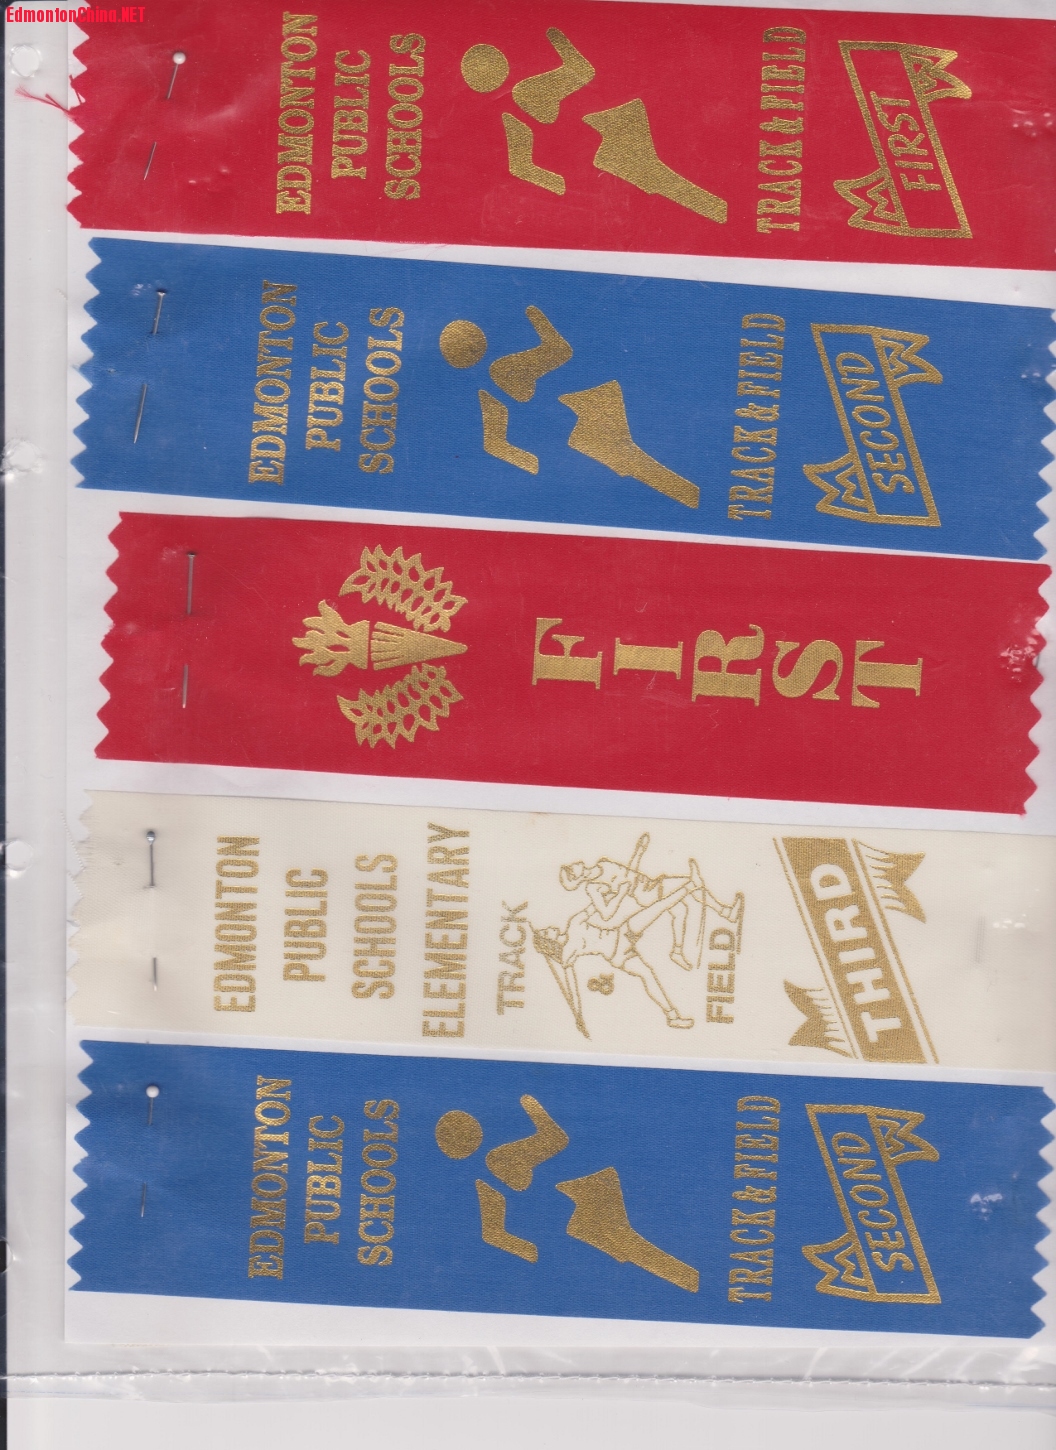 EdmontonChina.NET
EDMONTON
PUBLIC
SCHOOLS
TRACK & FIELD
FIRST
EDMONTON
PUBLIC
SCHOOLS
TRACK & FIELD
SECOND
FIRST
EDMONTON
PUBLIC
SCHOOLS
ELEMENTARY
TRACK
&
FIELD
THIRD
EDMONTON
PUBLIC
SCHOOLS
TRACK & FIELD
SECOND